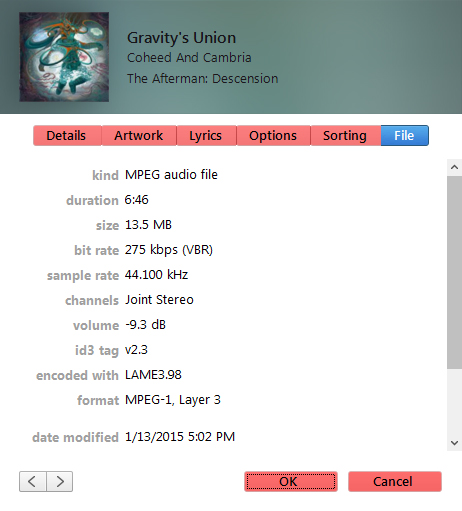 Gravity's Union
Coheed And Cambria
The Afterman: Descension
Details Artwork Lyrics Options Sorting File
kind MPEG audio file
duration 6:46
size 13.5 MB
bit rate 275 kbps (VBR)
sample rate 44.100 kHz
channels Joint Stereo
volume -9.3 dB
id3 tag v2.3
encoded with LAME3.98
format MPEG-1, Layer 3
date modified 1/13/2015 5:02 PM
OK Cancel